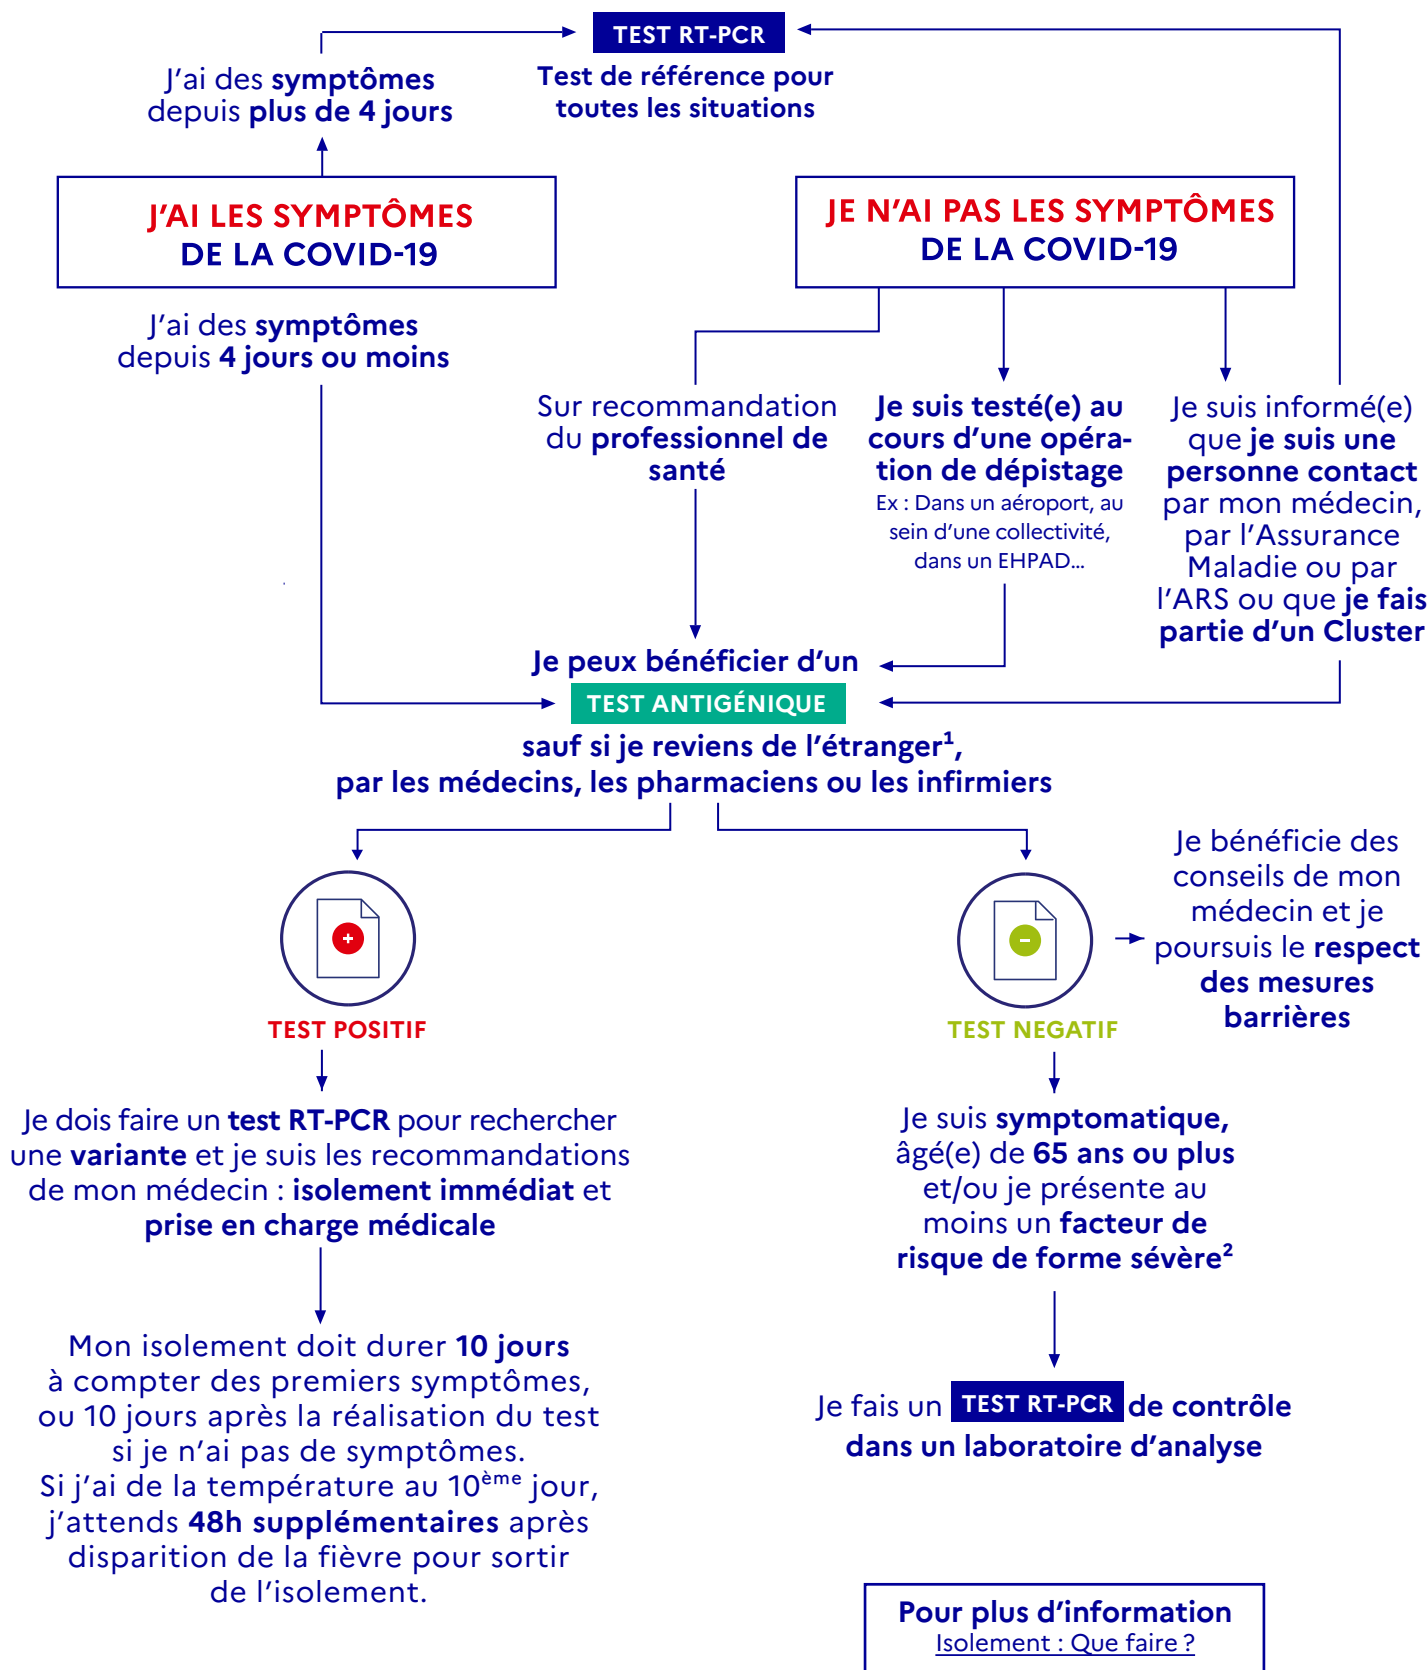 TEST RT-PCR
Test de référence pour
toutes les situations
J'ai des symptômes
depuis plus de 4 jours
J'AI LES SYMPTÔMES
DE LA COVID-19
JE N'AI PAS LES SYMPTÔMES
DE LA COVID-19
J'ai des symptômes
depuis 4 jours ou moins
Sur recommandation
du professionnel de
santé
Je suis testé(e) au
cours d'une opéra-
tion de dépistage
Ex : Dans un aéroport, au
sein d'une collectivité,
dans un EHPAD...
Je suis informé(e)
que je suis une
personne contact
par mon médecin,
par l'Assurance
Maladie ou par
l'ARS ou que je fais
partie d'un Cluster
Je peux bénéficier d'un
TEST ANTIGÉNIQUE
sauf si je reviens de l'étranger¹,
par les médecins, les pharmaciens ou les infirmiers
+
TEST POSITIF
-
TEST NEGATIF
Je bénéficie des
conseils de mon
médecin et je
poursuis le respect
des mesures
barrières
Je dois faire un test RT-PCR pour rechercher
une variante et je suis les recommandations
de mon médecin : isolement immédiat et
prise en charge médicale
Mon isolement doit durer 10 jours
à compter des premiers symptômes,
ou 10 jours après la réalisation du test
si je n'ai pas de symptômes.
Si j'ai de la température au 10ème jour,
j'attends 48h supplémentaires après
disparition de la fièvre pour sortir
de l'isolement.
Je suis symptomatique,
âgé(e) de 65 ans ou plus
et/ou je présente au
moins un facteur de
risque de forme sévère²
Je fais un TEST RT-PCR de contrôle
dans un laboratoire d'analyse
Pour plus d'information
Isolement : Que faire ?